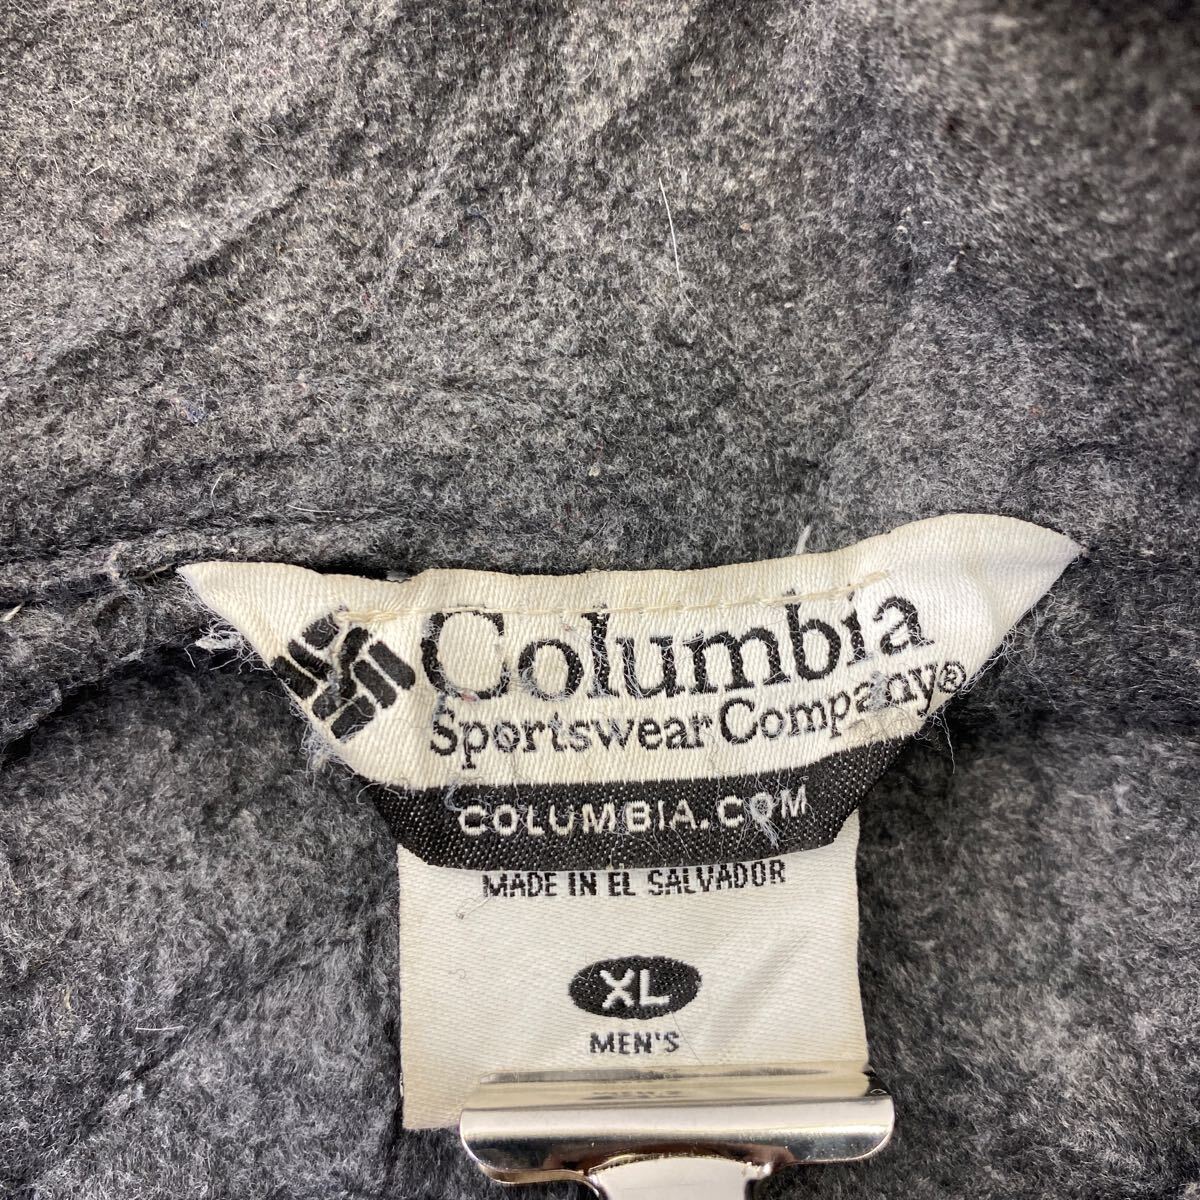 Columbia
Sportswear Company®
COLUMBIA.COM
MADE IN EL SALVADOR
XL
MEN'S